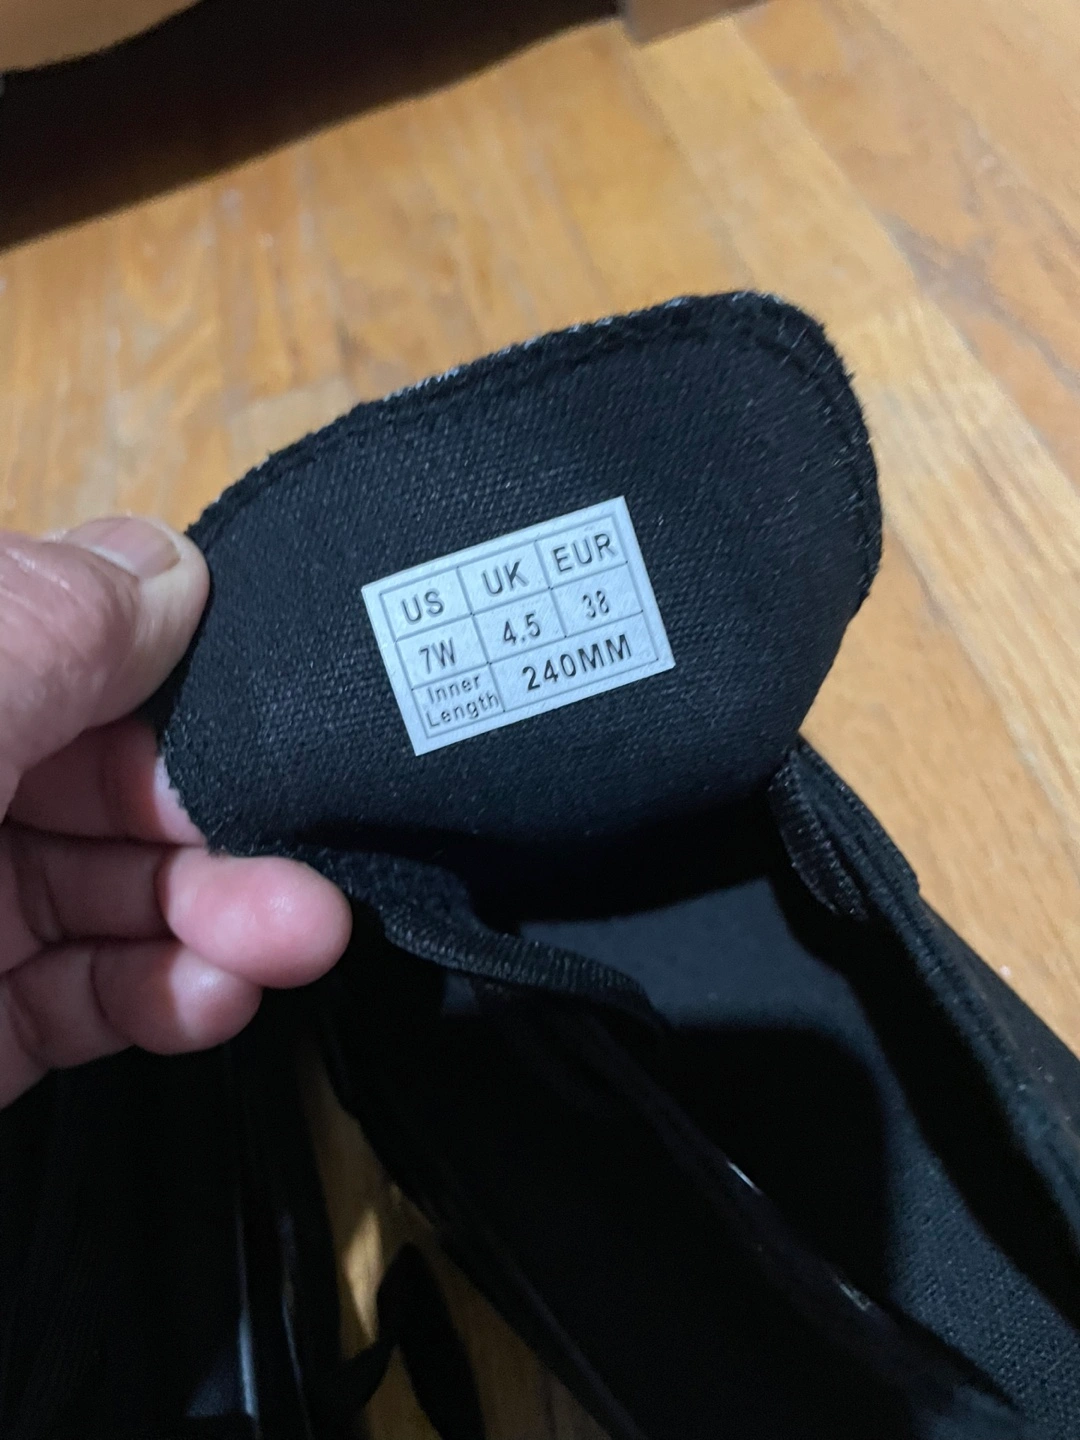 US UK EUR
7W 4.5 38
Inner Length 240MM